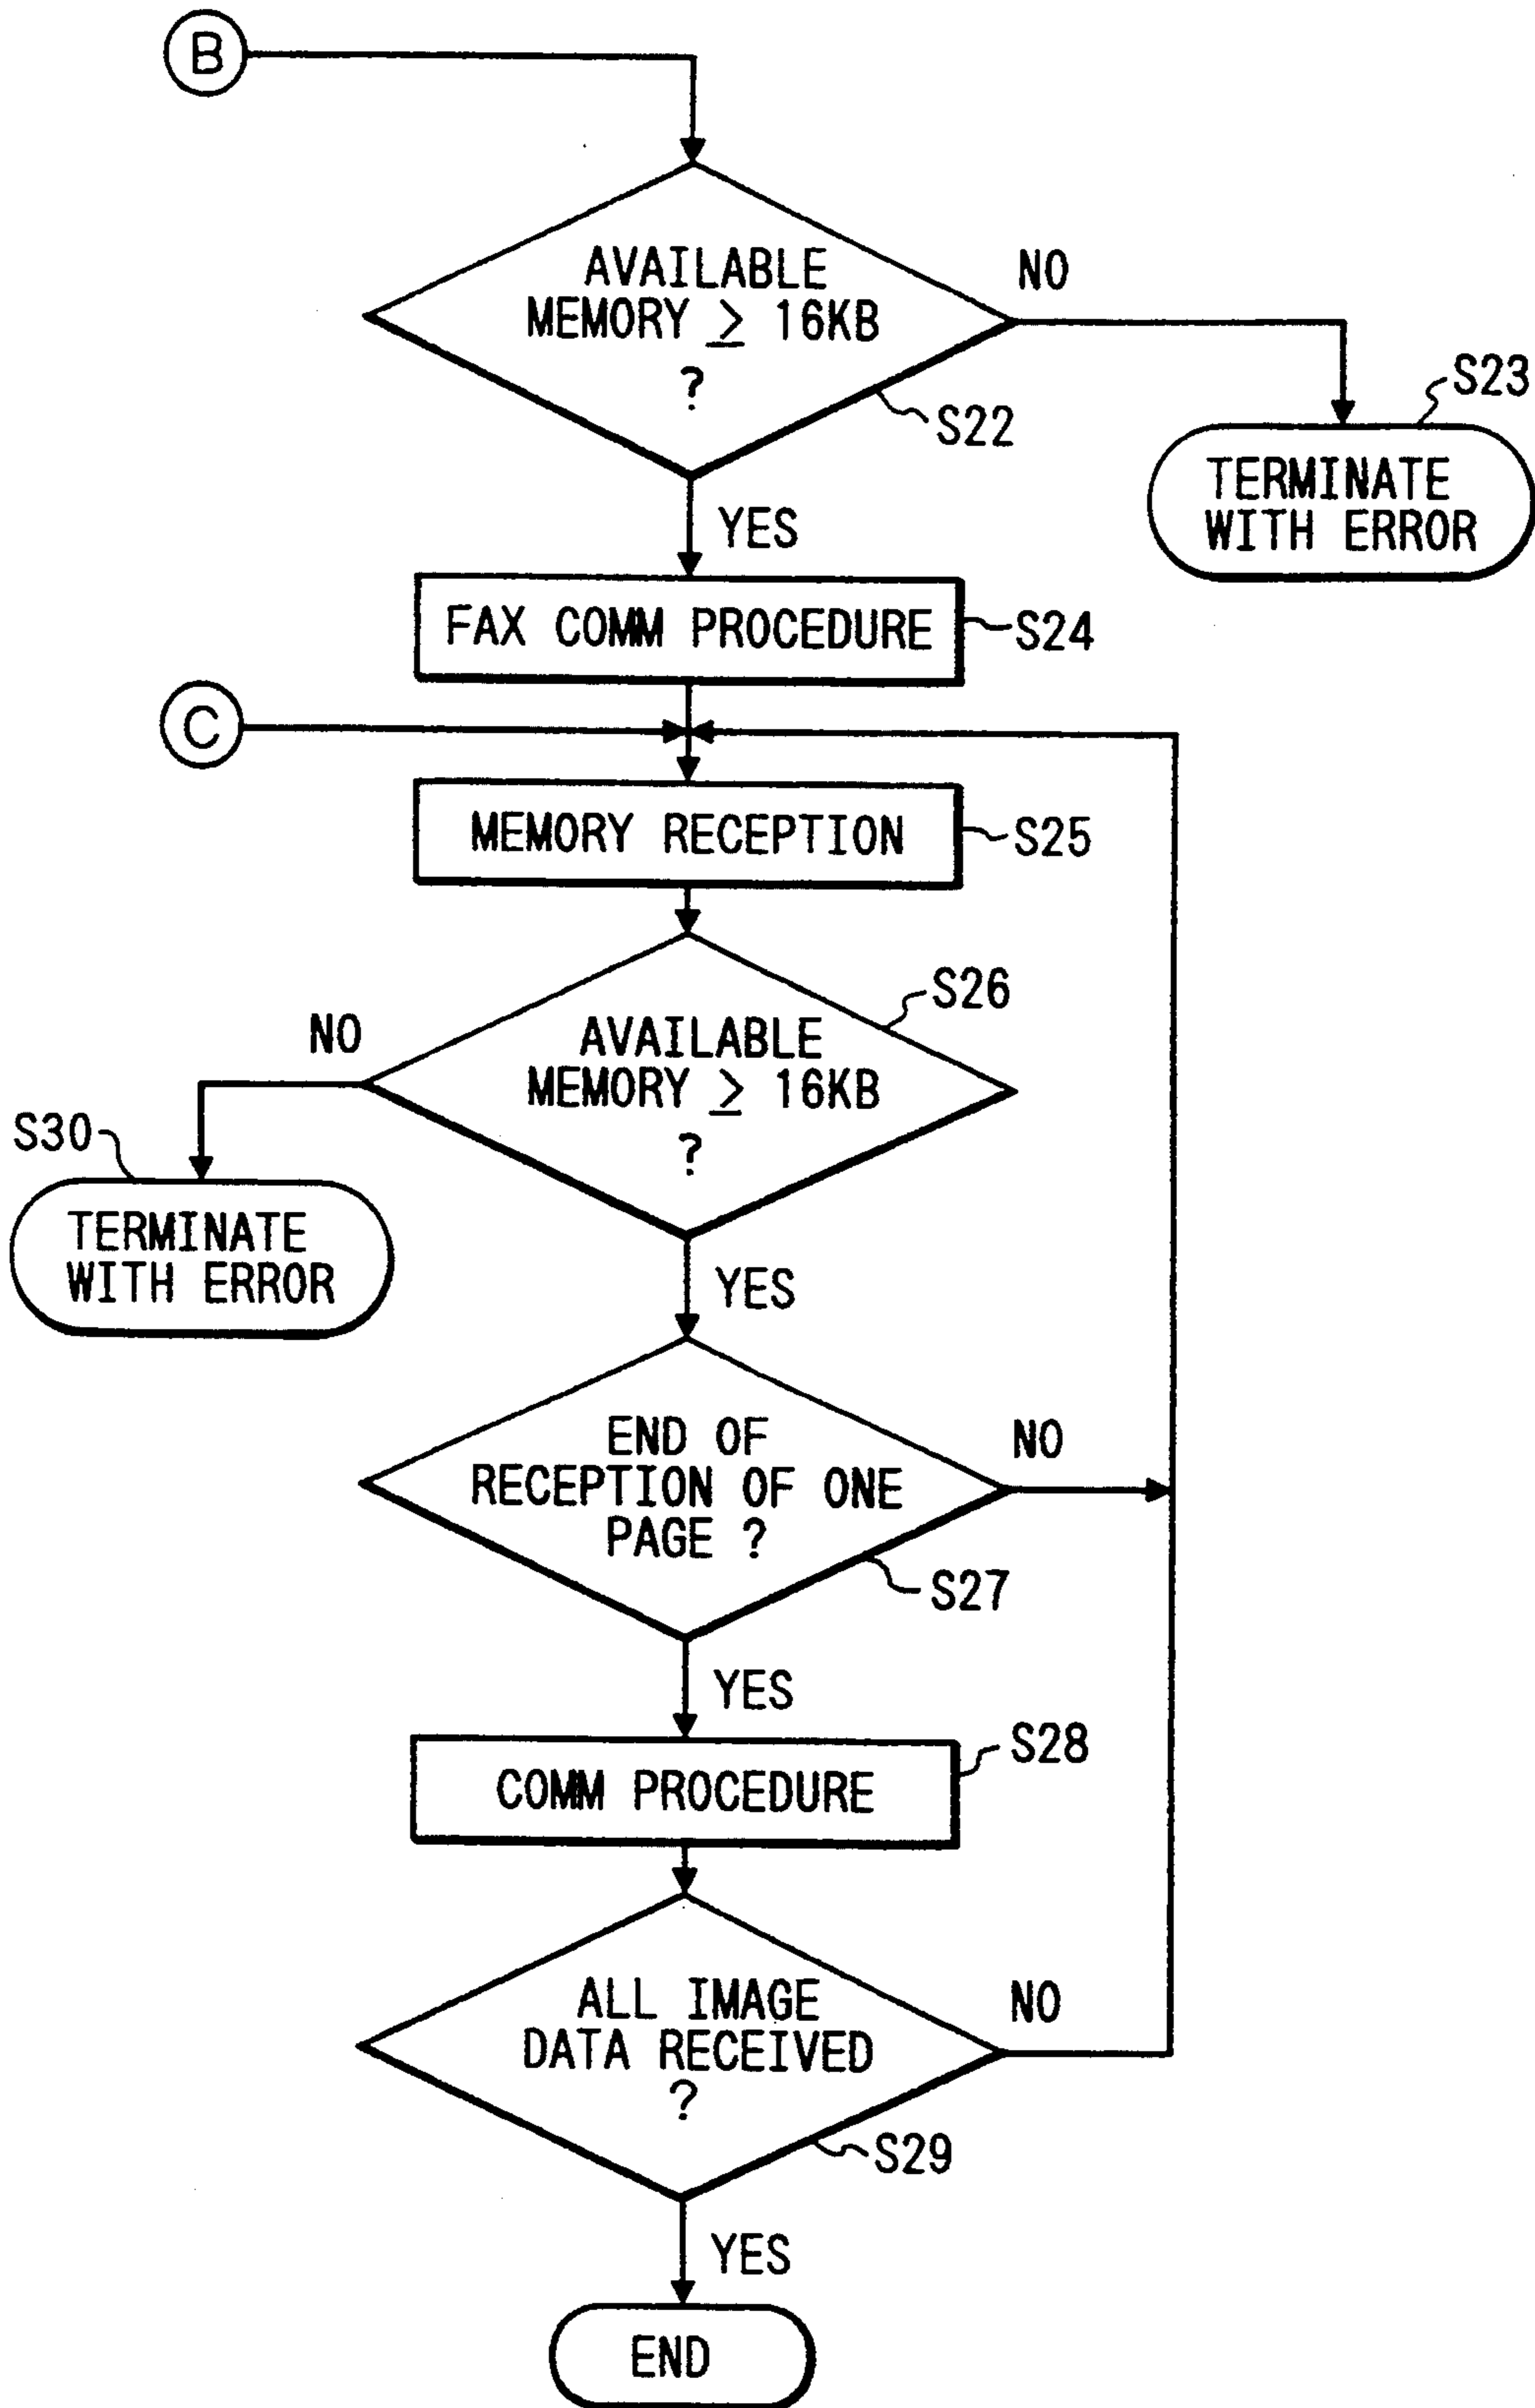 B
AVAILABLE
MEMORY ≥ 16KB
?
NO
S22
S23
TERMINATE
WITH ERROR
YES
FAX COMM PROCEDURE
S24
C
MEMORY RECEPTION
S25
S26
AVAILABLE
MEMORY ≥ 16KB
?
NO
S30
TERMINATE
WITH ERROR
YES
END OF
RECEPTION OF ONE
PAGE ?
NO
S27
YES
COMM PROCEDURE
S28
ALL IMAGE
DATA RECEIVED
?
NO
S29
YES
END